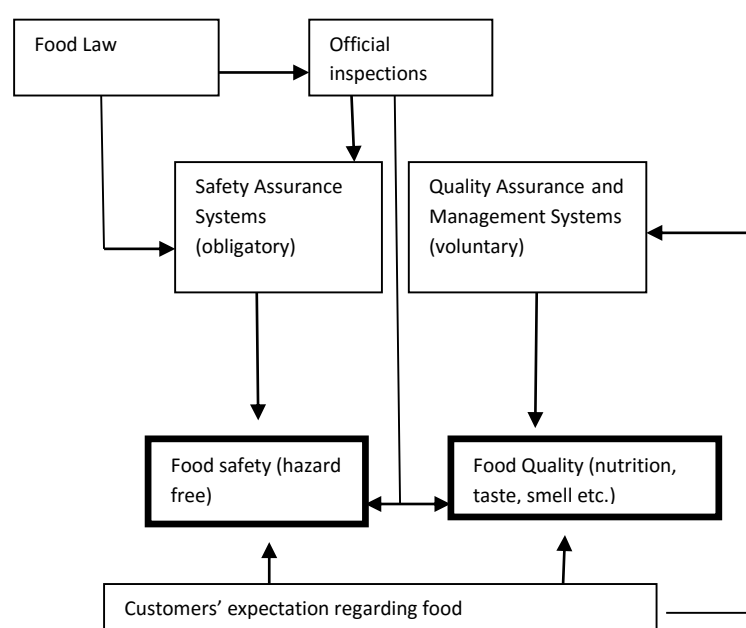 Food Law
Official
inspections
Safety Assurance
Systems
(obligatory)
Quality Assurance and
Management Systems
(voluntary)
Food safety (hazard
free)
Food Quality (nutrition,
taste, smell etc.)
Customers’ expectation regarding food